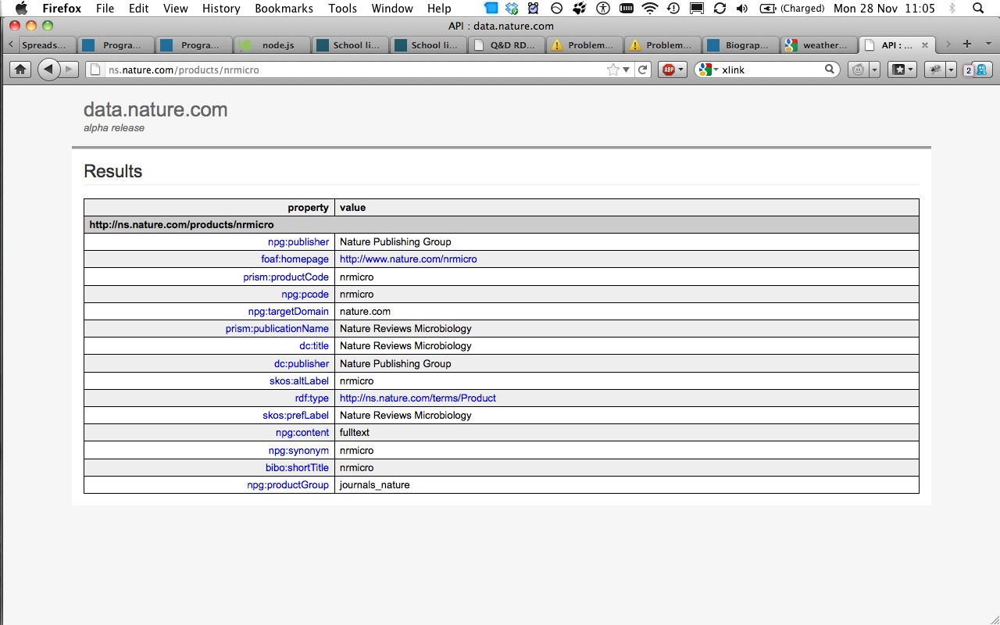 Firefox File Edit View History Bookmarks Tools Window Help (Charged) Mon 28 Nov 11:05
API : data.nature.com
Spreads... Progra... Progra... node.js School li... School li... Q&D RD... Problem... Problem... Biograp... weather... API : ...
ns.nature.com/products/nrmicro ABP xlink 2
data.nature.com
alpha release
Results
property value
http://ns.nature.com/products/nrmicro
npg:publisher Nature Publishing Group
foaf:homepage http://www.nature.com/nrmicro
prism:productCode nrmicro
npg:pcode nrmicro
npg:targetDomain nature.com
prism:publicationName Nature Reviews Microbiology
dc:title Nature Reviews Microbiology
dc:publisher Nature Publishing Group
skos:altLabel nrmicro
rdf:type http://ns.nature.com/terms/Product
skos:prefLabel Nature Reviews Microbiology
npg:content fulltext
npg:synonym nrmicro
bibo:shortTitle nrmicro
npg:productGroup journals_nature